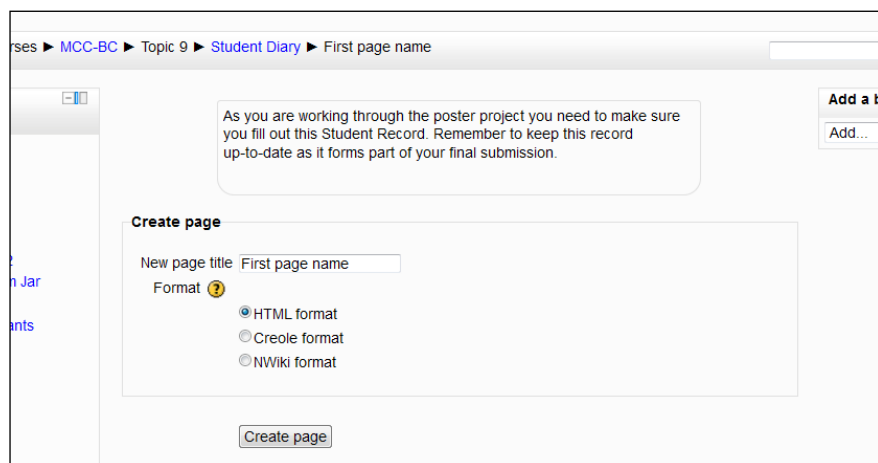 rses ► MCC-BC ► Topic 9 ► Student Diary ► First page name
Add a b
Add...
As you are working through the poster project you need to make sure
you fill out this Student Record. Remember to keep this record
up-to-date as it forms part of your final submission.
Create page
New page title First page name
Format ?
HTML format
Creole format
NWiki format
n Jar
ants
Create page